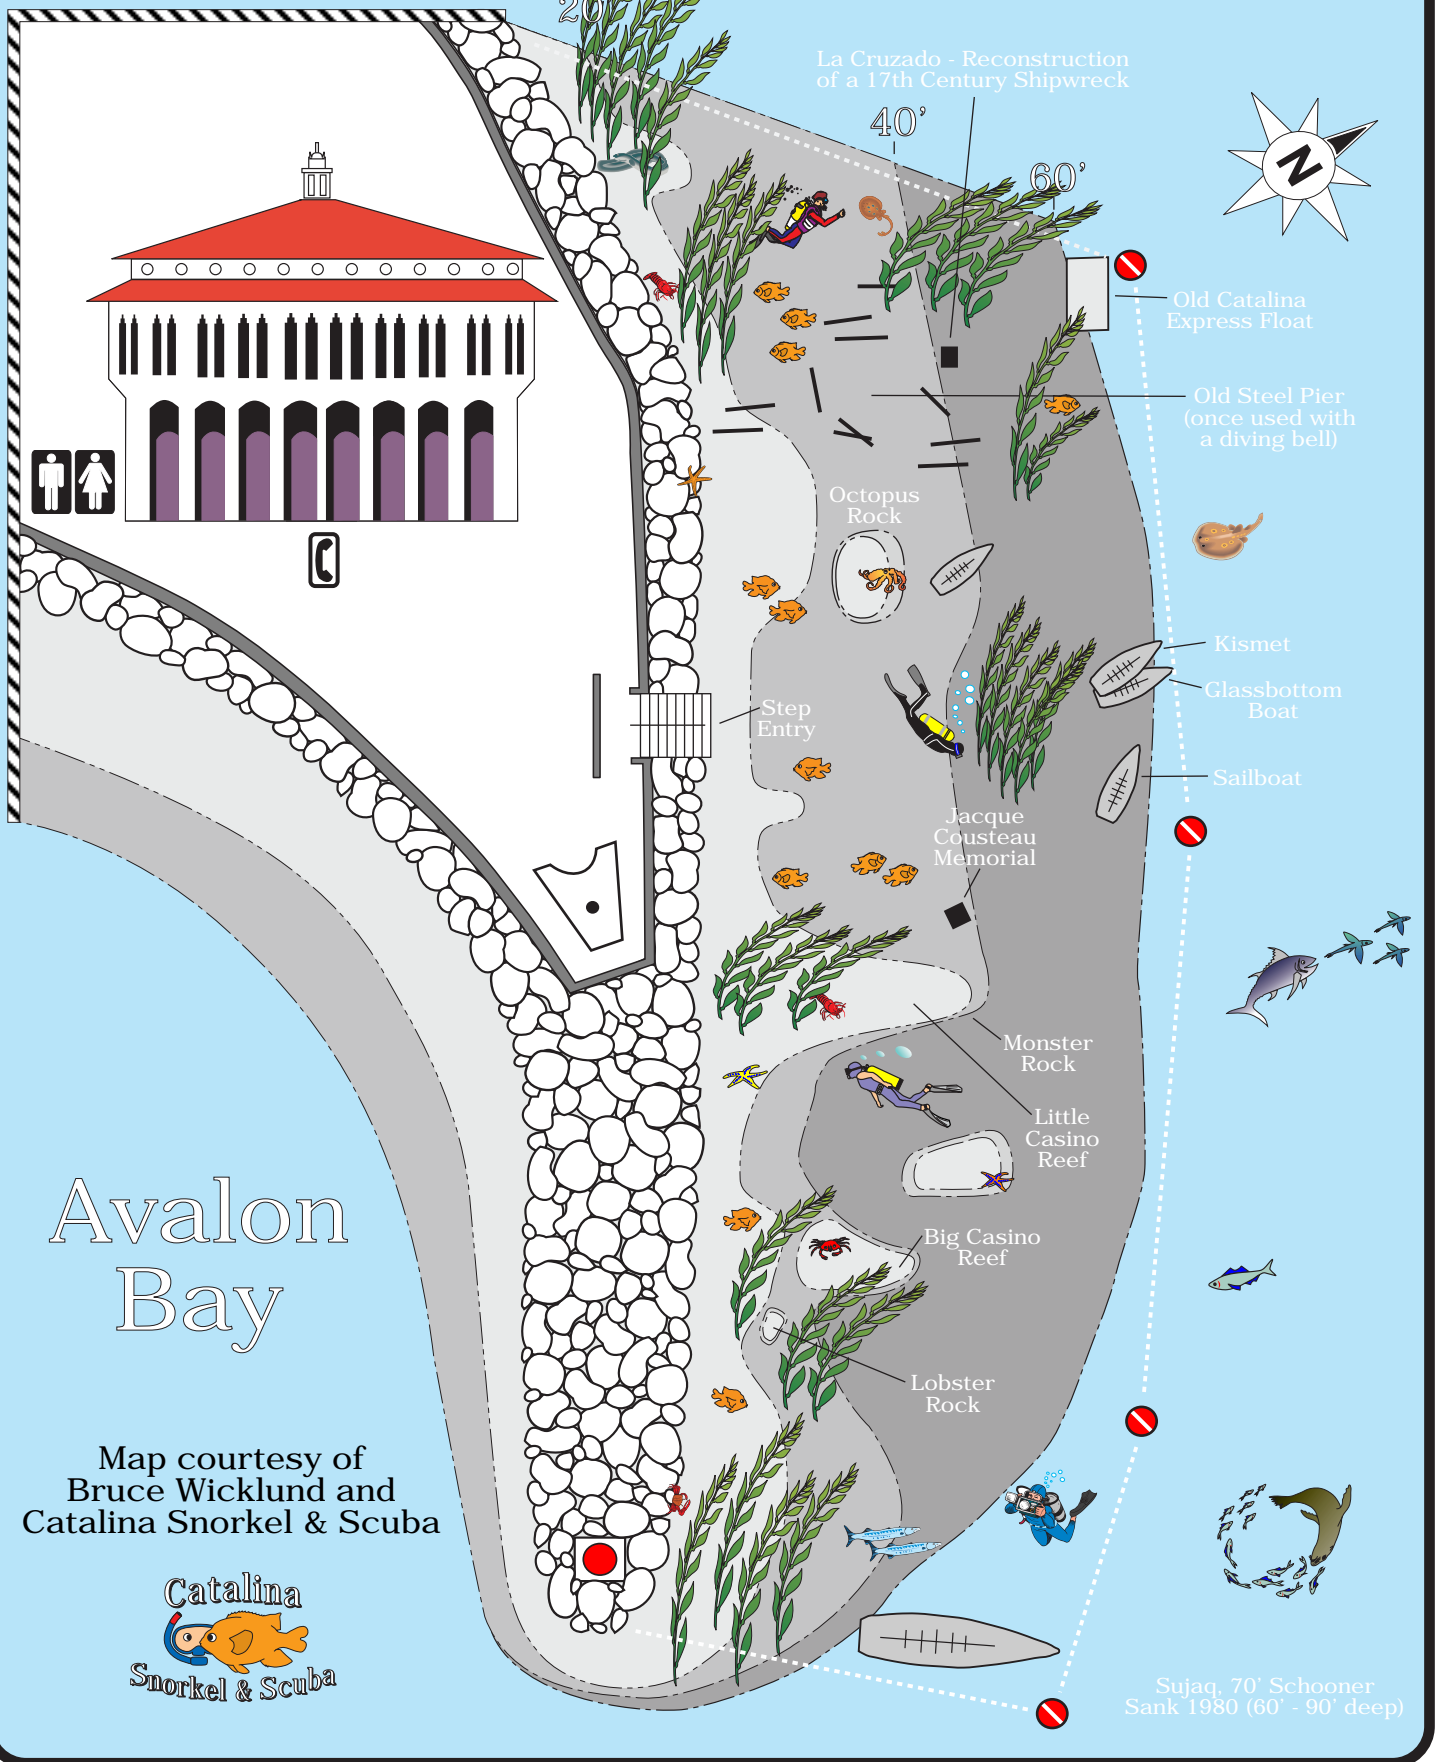 20'
La Cruzado - Reconstruction
of a 17th Century Shipwreck
40'
60'
N
Old Catalina
Express Float
Old Steel Pier
(once used with
a diving bell)
Octopus
Rock
Kismet
Glassbottom
Boat
Step
Entry
Sailboat
Jacque
Cousteau
Memorial
Monster
Rock
Little
Casino
Reef
Avalon
Bay
Big Casino
Reef
Lobster
Rock
Map courtesy of
Bruce Wicklund and
Catalina Snorkel & Scuba
Catalina
Snorkel & Scuba
Sujaq, 70' Schooner
Sank 1980 (60' - 90' deep)